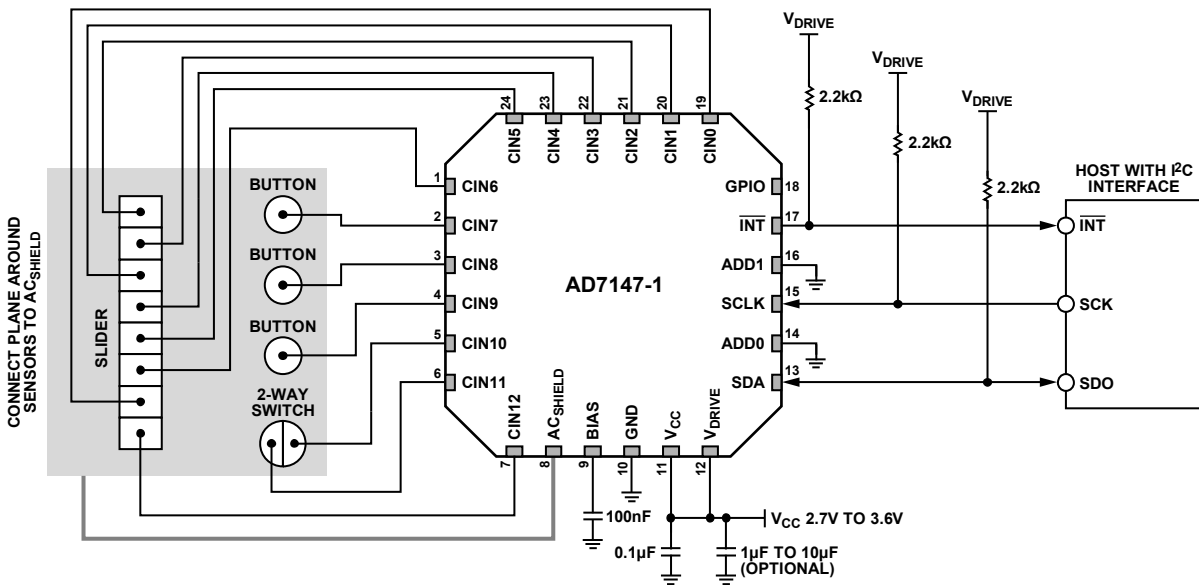 CONNECT PLANE AROUND
SENSORS TO ACSHIELD
SLIDER
BUTTON
BUTTON
BUTTON
2-WAY
SWITCH
24
23
22
21
20
19
CIN5
CIN4
CIN3
CIN2
CIN1
CIN0
1 CIN6
2 CIN7
3 CIN8
4 CIN9
5 CIN10
6 CIN11
AD7147-1
GPIO 18
INT 17
ADD1 16
SCLK 15
ADD0 14
SDA 13
CIN12
ACSHIELD
BIAS
GND
VCC
VDRIVE
7
8
9
10
11
12
100nF
0.1µF
1µF TO 10µF
(OPTIONAL)
VCC 2.7V TO 3.6V
VDRIVE
2.2kΩ
VDRIVE
2.2kΩ
VDRIVE
2.2kΩ
HOST WITH I²C
INTERFACE
INT
SCK
SDO